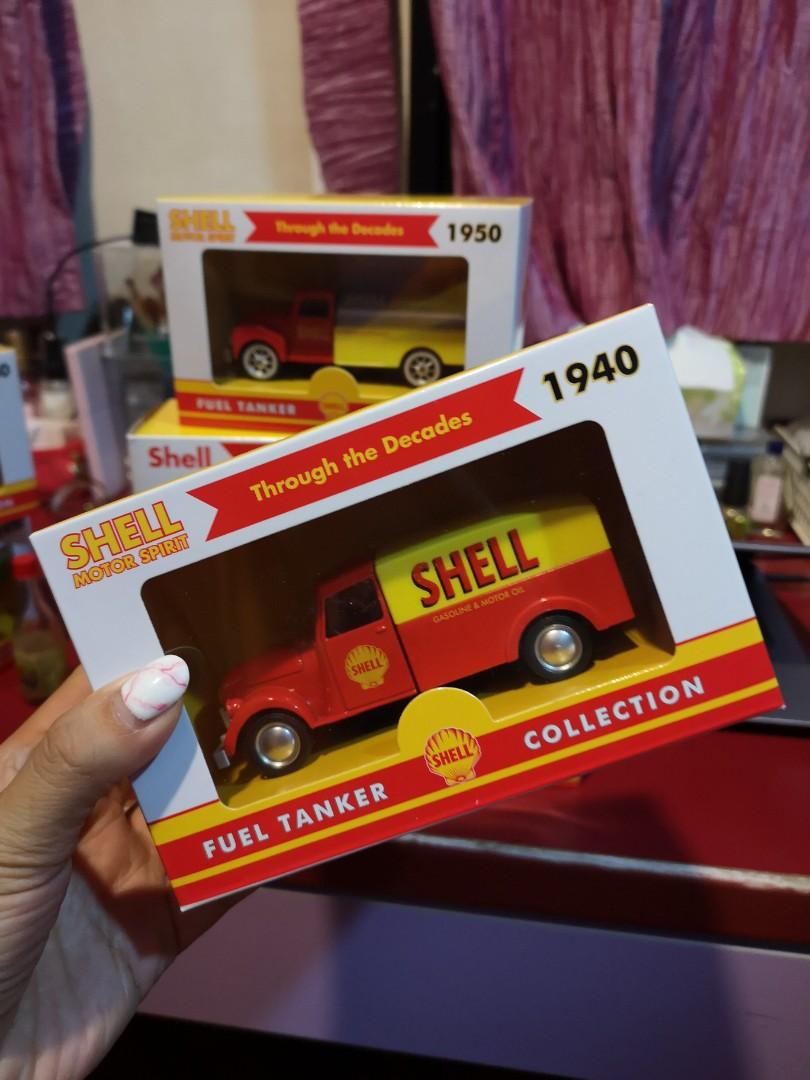 SHELL
MOTOR SPIRIT
Through the Decades
1950
FUEL TANKER
Shell
SHELL
MOTOR SPIRIT
Through the Decades
1940
SHELL
GASOLINE & MOTOR OIL
SHELL
SHELL
FUEL TANKER
COLLECTION